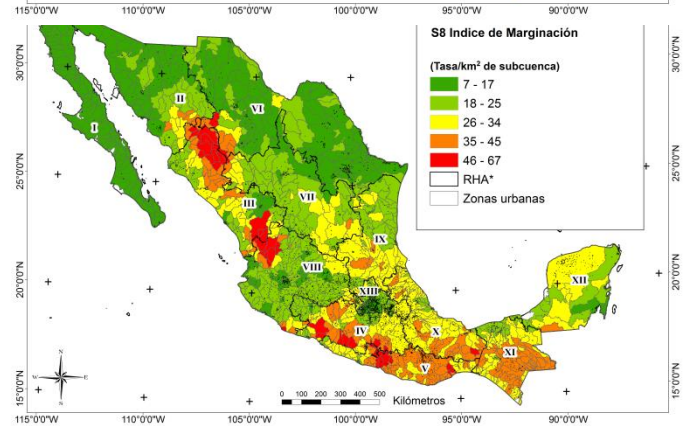 115°0'0"W 110°0'0"W 105°0'0"W 100°0'0"W 95°0'0"W 90°0'0"W
S8 Indice de Marginación
(Tasa/km² de subcuenca)
7 - 17
18 - 25
26 - 34
35 - 45
46 - 67
RHA*
Zonas urbanas
30°0'0"N
25°0'0"N
20°0'0"N
15°0'0"N
30°0'0"N
25°0'0"N
20°0'0"N
15°0'0"N
I
II
VI
III
VII
IX
VIII
XIII
XII
IV
X
V
XI
N
W E
S
0 100 200 300 400 500
Kilómetros
115°0'0"W 110°0'0"W 105°0'0"W 100°0'0"W 95°0'0"W 90°0'0"W